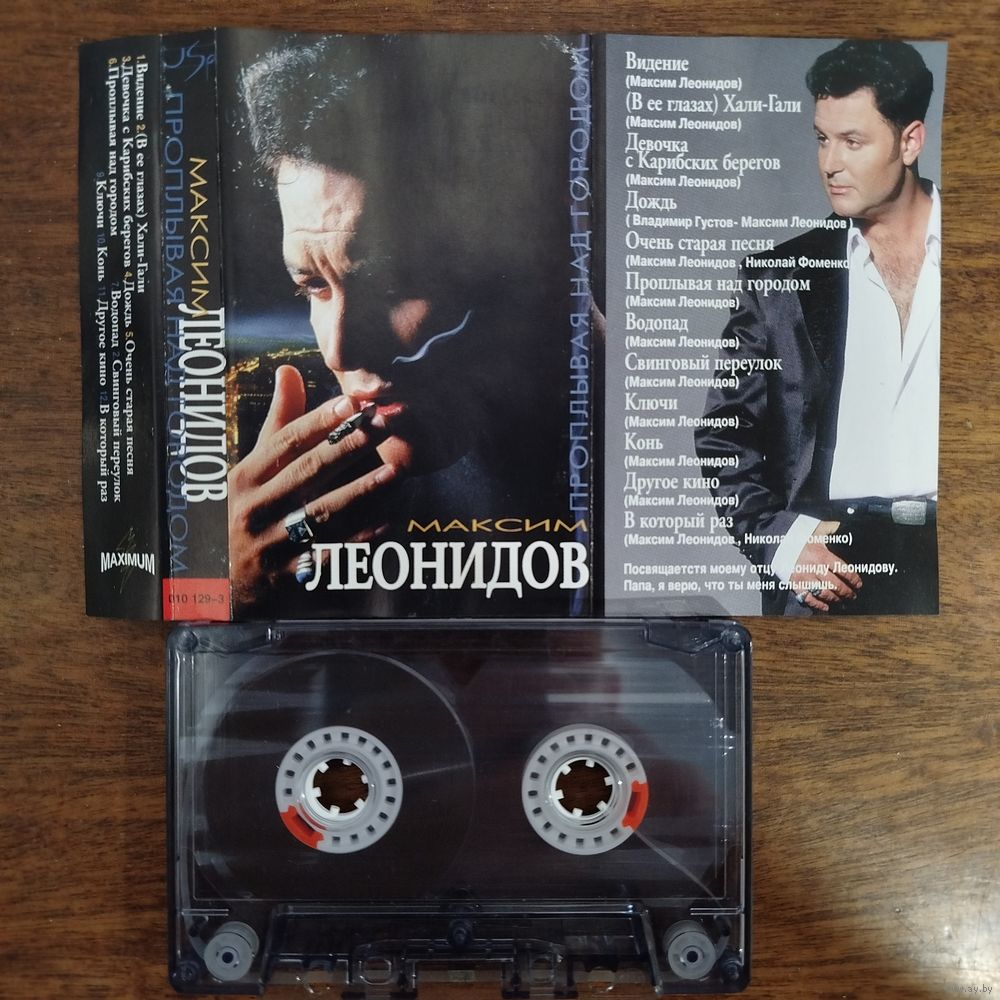 1.Видение 2.(В ее глазах) Хали-Гали
3.Девочка с Карибских берегов 4.Дождь 5.Очень старая песня
6.Проплывая над городом 7.Водопад 2.Свинговый переулок
9.Ключи 10.Конь 11.Другое кино 12.В который раз
MAXIMUM
ПРОПЛЫВАЯ НАД ГОРОДОМ
МАКСИМ
ЛЕОНИДОВ
010 129-3
ПРОПЛЫВАЯ НАД ГОРОДОМ
МАКСИМ
ЛЕОНИДОВ
Видение
(Максим Леонидов)
(В ее глазах) Хали-Гали
(Максим Леонидов)
Девочка
с Карибских берегов
(Максим Леонидов)
Дождь
( Владимир Густов- Максим Леонидов )
Очень старая песня
(Максим Леонидов , Николай Фоменко)
Проплывая над городом
(Максим Леонидов)
Водопад
(Максим Леонидов)
Свинговый переулок
(Максим Леонидов)
Ключи
(Максим Леонидов)
Конь
(Максим Леонидов)
Другое кино
(Максим Леонидов)
В который раз
(Максим Леонидов , Николай Фоменко)
Посвящаетстя моему отцу Леониду Леонидову.
Папа, я верю, что ты меня слышишь.